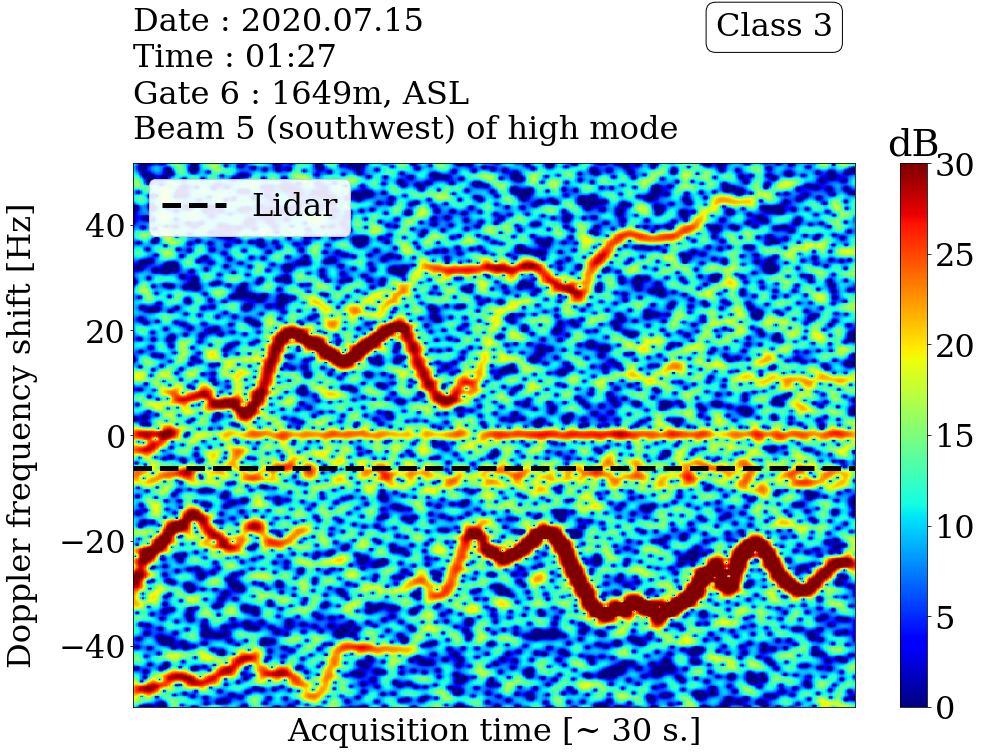 Date : 2020.07.15
Time : 01:27
Gate 6 : 1649m, ASL
Beam 5 (southwest) of high mode
Class 3
dB
Lidar
Doppler frequency shift [Hz]
40
20
0
−20
−40
Acquisition time [~ 30 s.]
30
25
20
15
10
5
0